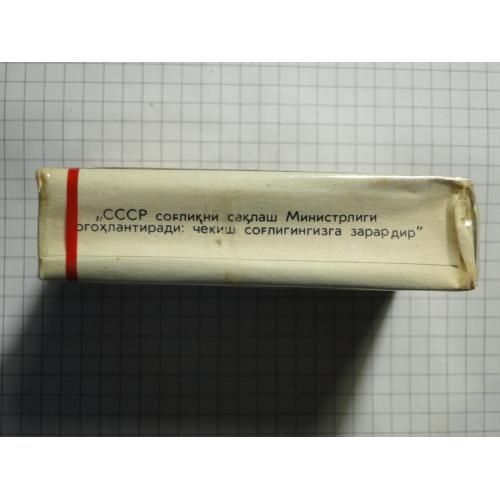 „СССР соғлиқни сақлаш Министрлиги
огоҳлантиради: чекиш соғлигингизга зарардир”